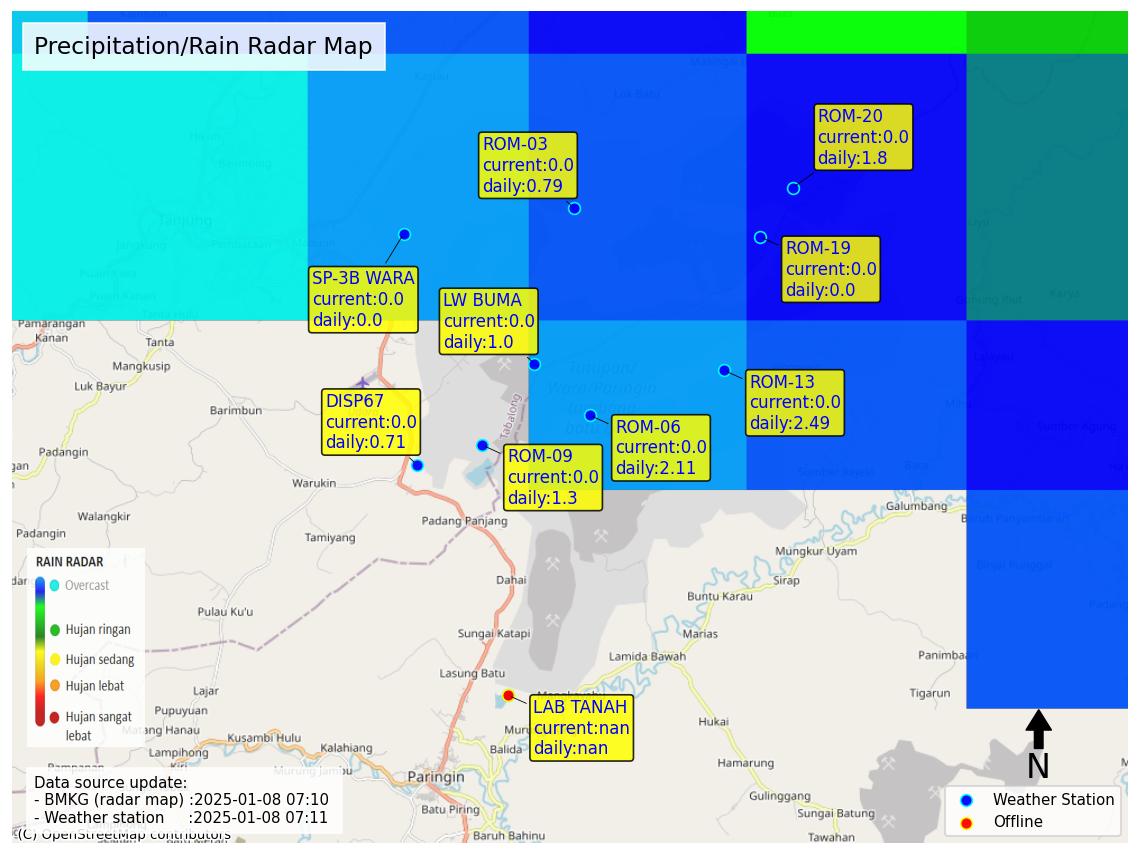 Precipitation/Rain Radar Map
ROM-20
current:0.0
daily:1.8
ROM-03
current:0.0
daily:0.79
ROM-19
current:0.0
daily:0.0
SP-3B WARA
current:0.0
daily:0.0
LW BUMA
current:0.0
daily:1.0
ROM-13
current:0.0
daily:2.49
DISP67
current:0.0
daily:0.71
ROM-06
current:0.0
daily:2.11
ROM-09
current:0.0
daily:1.3
LAB TANAH
current:nan
daily:nan
Tanjung
Pamarangan
Kanan
Tanta
Mangkusip
Luk Bayur
Barimbun
Tabalong
Warukin
Walangkir
Padangin
Tamiyang
Padang Panjang
Galumbang
Mungkur Uyam
Dahai
Sirap
Buntu Karau
Pulau Ku'u
Sungai Katapi
Marias
Lamida Bawah
Panimbaan
Lasung Batu
Tigarun
Lajar
Pupuyuan
Matang Hanau
Kusambi Hulu
Hukai
Lampihong
Kalahiang
Balida
Murung Jambu
Hamarung
Paringin
Gulinggang
Batu Piring
Sungai Batung
Baruh Bahinu
Tawahan
RAIN RADAR
Overcast
Hujan ringan
Hujan sedang
Hujan lebat
Hujan sangat
lebat
Data source update:
- BMKG (radar map) :2025-01-08 07:10
- Weather station :2025-01-08 07:11
(C) OpenStreetMap contributors
N
Weather Station
Offline